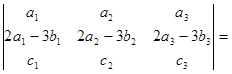 | a₁ a₂ a₃ |
| 2a₁ − 3b₁ 2a₂ − 3b₂ 2a₃ − 3b₃ | =
| c₁ c₂ c₃ |